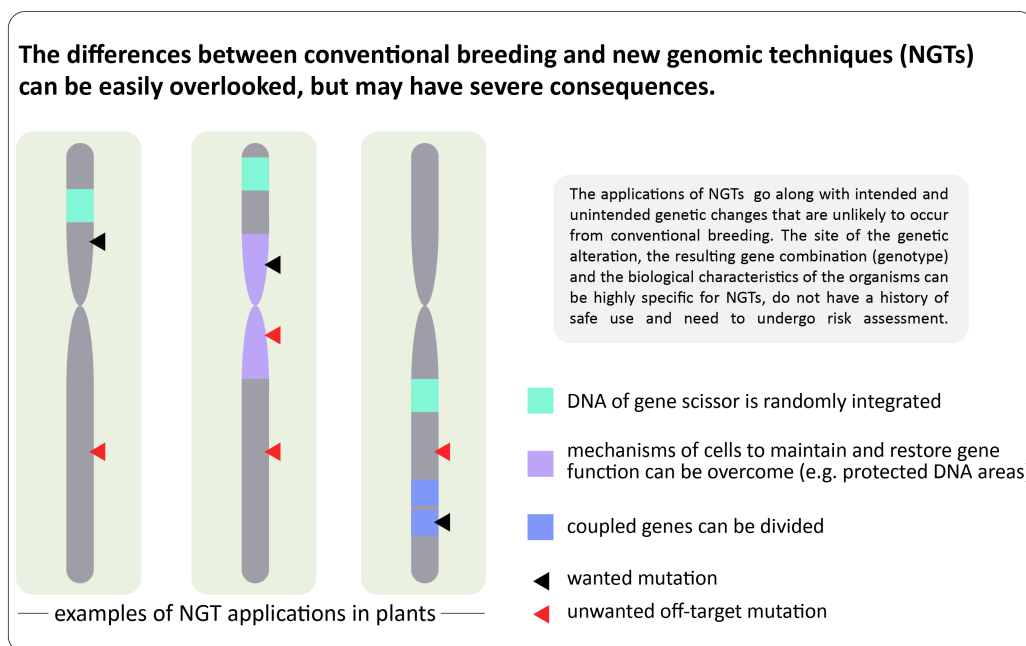 The differences between conventional breeding and new genomic techniques (NGTs)
can be easily overlooked, but may have severe consequences.
The applications of NGTs go along with intended and
unintended genetic changes that are unlikely to occur
from conventional breeding. The site of the genetic
alteration, the resulting gene combination (genotype)
and the biological characteristics of the organisms can
be highly specific for NGTs, do not have a history of
safe use and need to undergo risk assessment.
DNA of gene scissor is randomly integrated
mechanisms of cells to maintain and restore gene
function can be overcome (e.g. protected DNA areas)
coupled genes can be divided
wanted mutation
unwanted off-target mutation
examples of NGT applications in plants